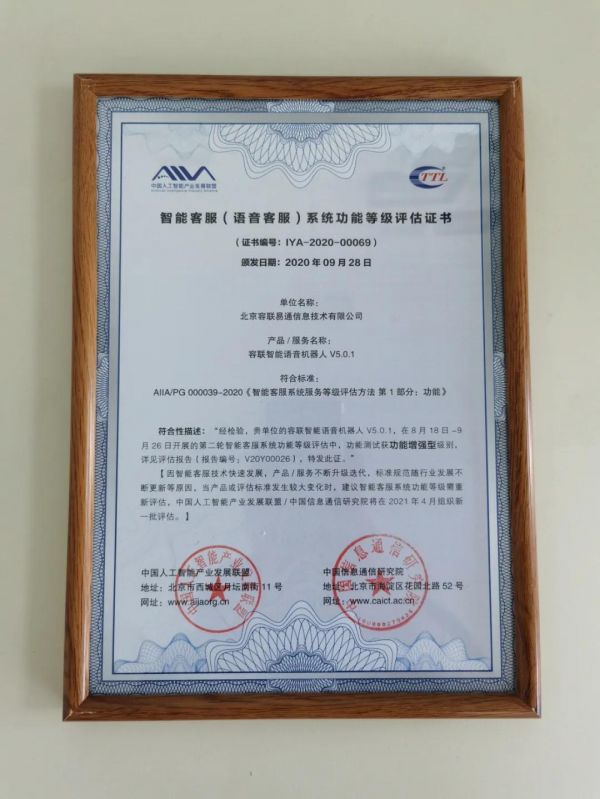 AIIA
中国人工智能产业发展联盟
Artificial Intelligence Industry Alliance
CTTL
智能客服（语音客服）系统功能等级评估证书
（证书编号：IYA-2020-00069）
颁发日期：2020 年 09 月 28 日
单位名称：
北京容联易通信息技术有限公司
产品 / 服务名称：
容联智能语音机器人 V5.0.1
符合标准：
AIIA/PG 000039-2020《智能客服系统服务等级评估方法 第 1 部分：功能》
符合性描述：“经检验，贵单位的容联智能语音机器人 V5.0.1，在 8 月 18 日 -9
月 26 日开展的第二轮智能客服系统功能等级评估中，功能测试获功能增强型级别，
详见评估报告（报告编号：V20Y00026），特发此证。”
【因智能客服技术快速发展，产品 / 服务不断升级迭代，标准规范随行业发展不
断更新等原因，当产品或评估标准发生较大变化时，建议智能客服系统功能等级需重
新评估，中国人工智能产业发展联盟 / 中国信息通信研究院将在 2021 年 4 月组织新
一批评估。】
中国人工智能产业发展联盟
地址：北京市西城区月坛南街 11 号
网址：www.aiiaorg.cn
中国信息通信研究院
地址：北京市海淀区花园北路 52 号
网址：www.caict.ac.cn
中国信息通信研究院